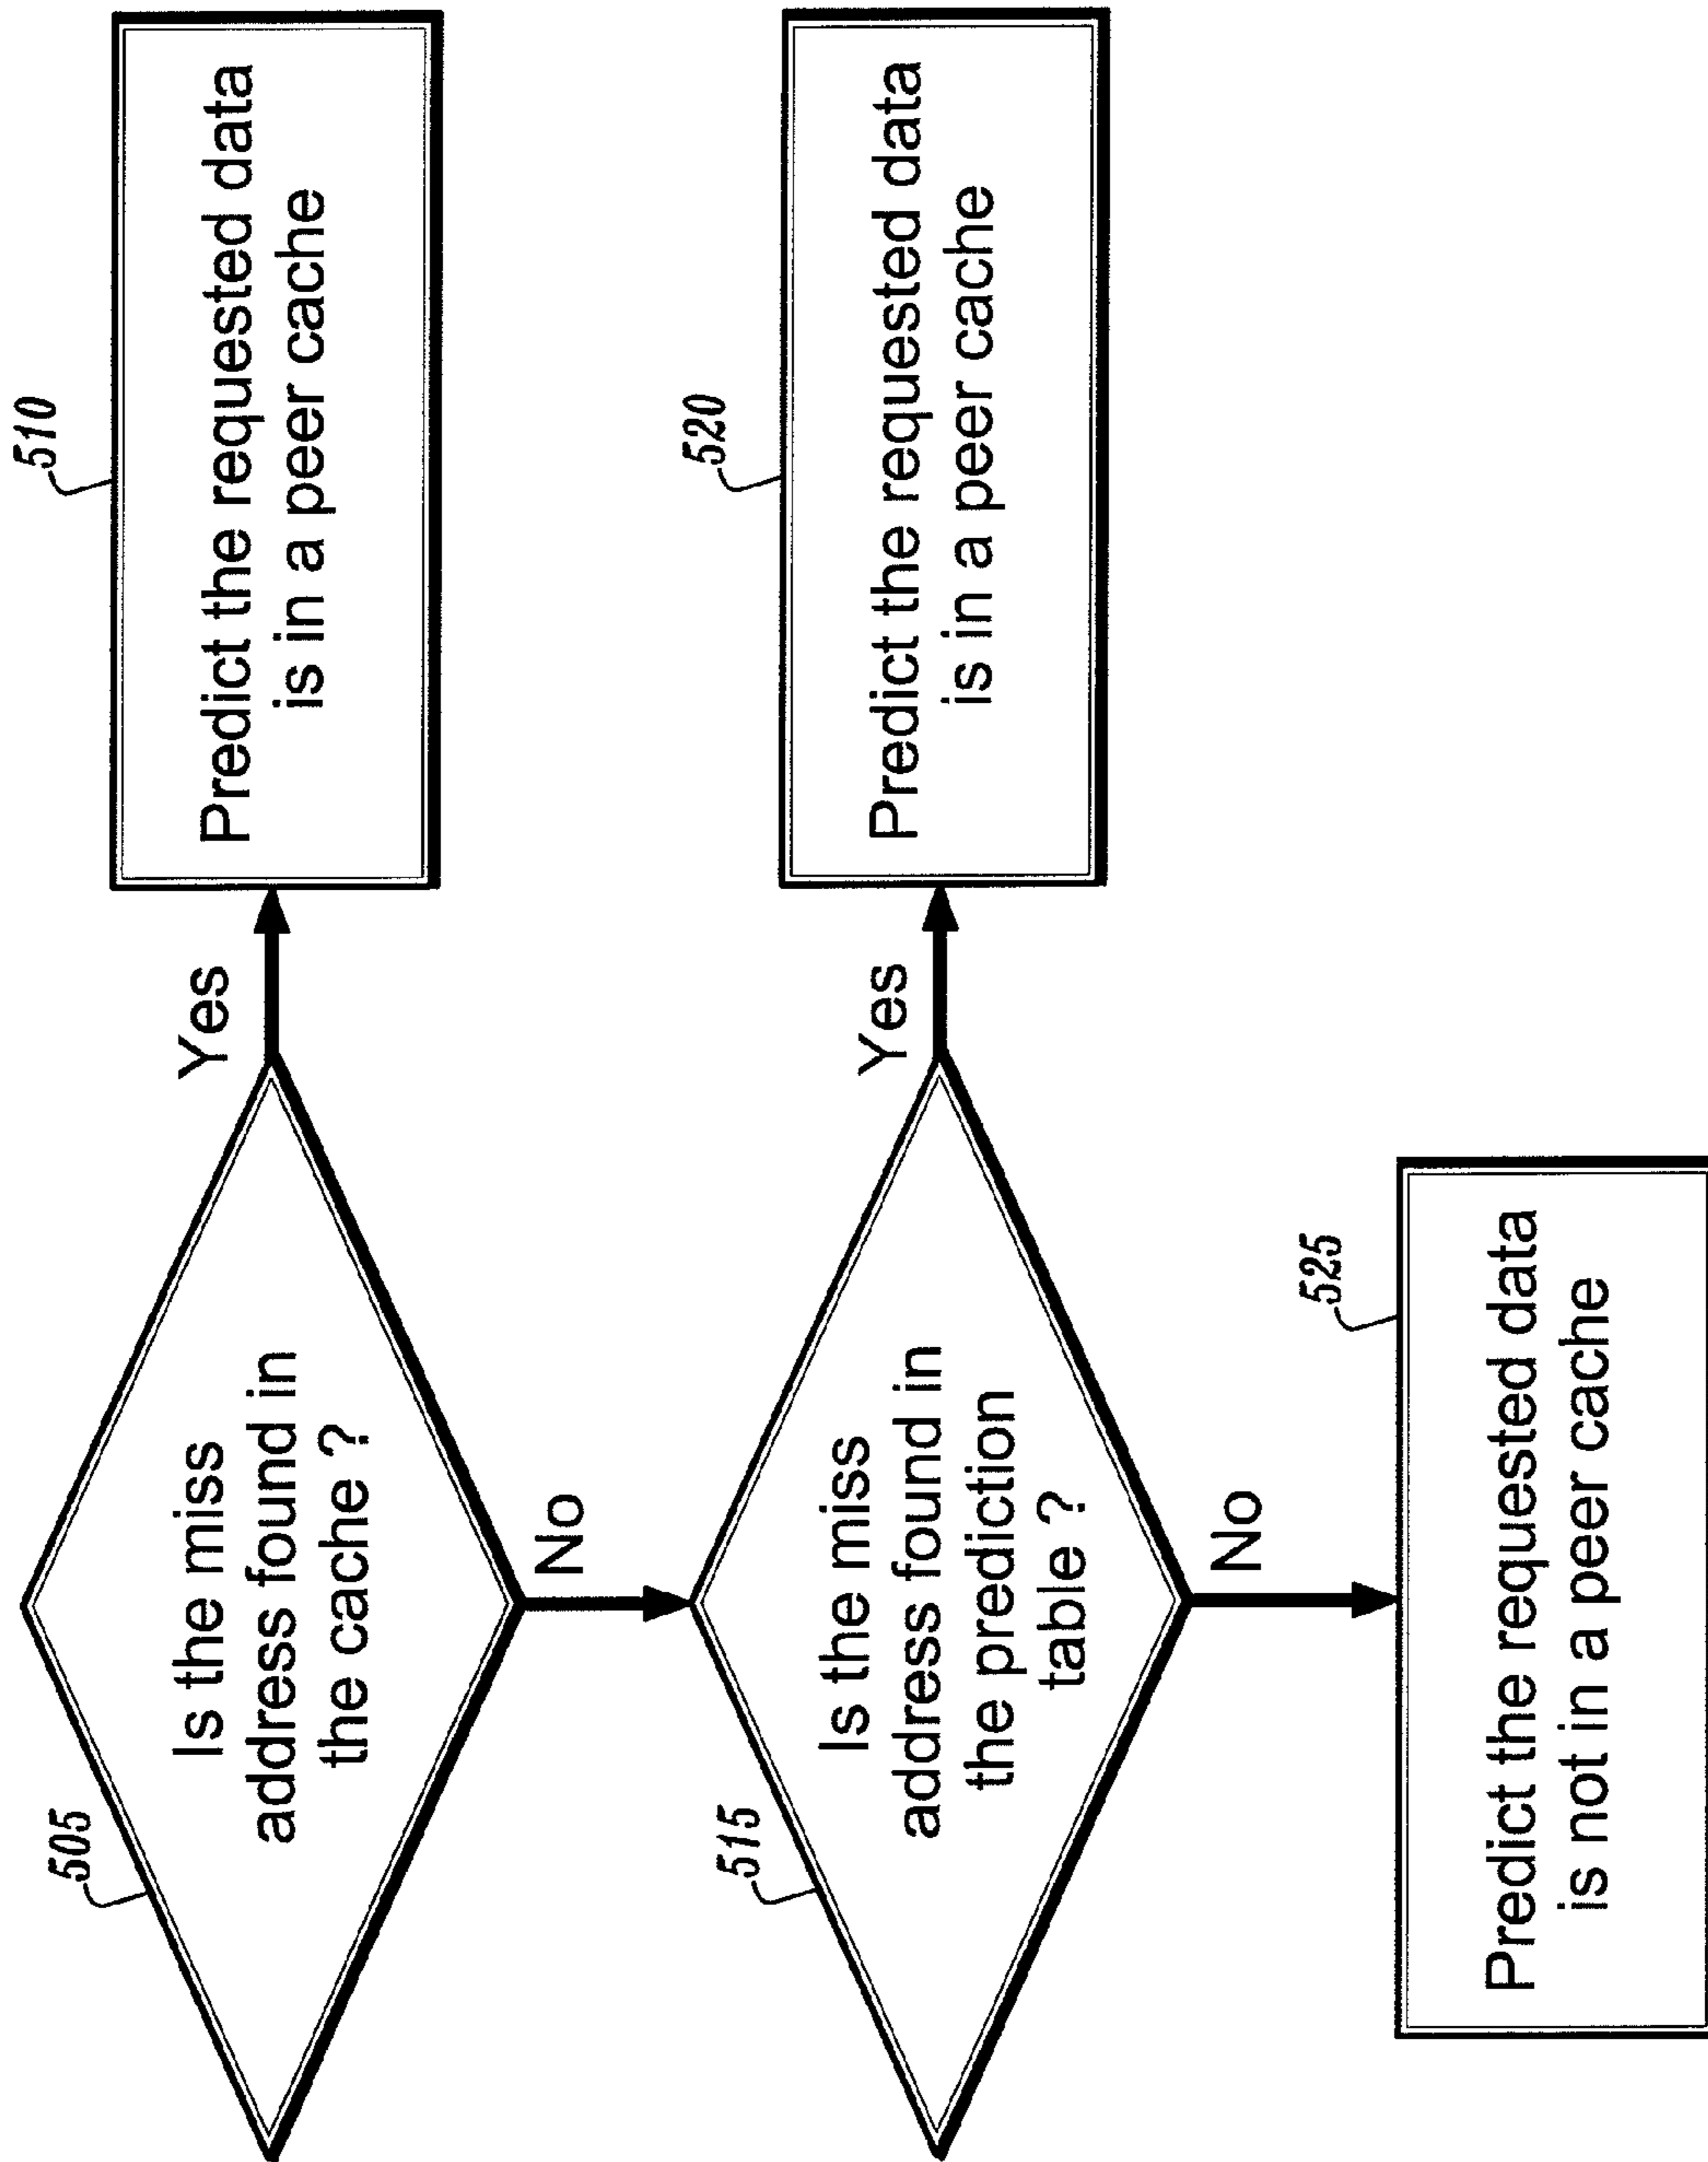 505
Is the miss
address found in
the cache ?
Yes
510
Predict the requested data
is in a peer cache
No
515
Is the miss
address found in
the prediction
table ?
Yes
520
Predict the requested data
is in a peer cache
No
525
Predict the requested data
is not in a peer cache